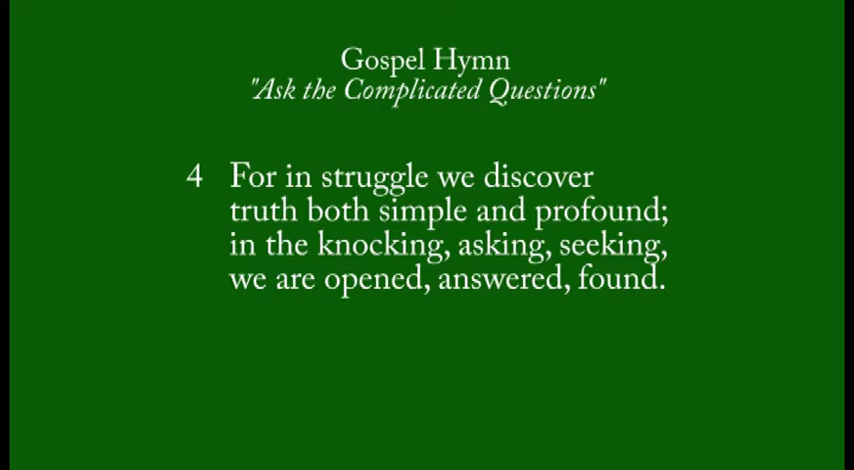 Gospel Hymn
"Ask the Complicated Questions"
4 For in struggle we discover
truth both simple and profound;
in the knocking, asking, seeking,
we are opened, answered, found.